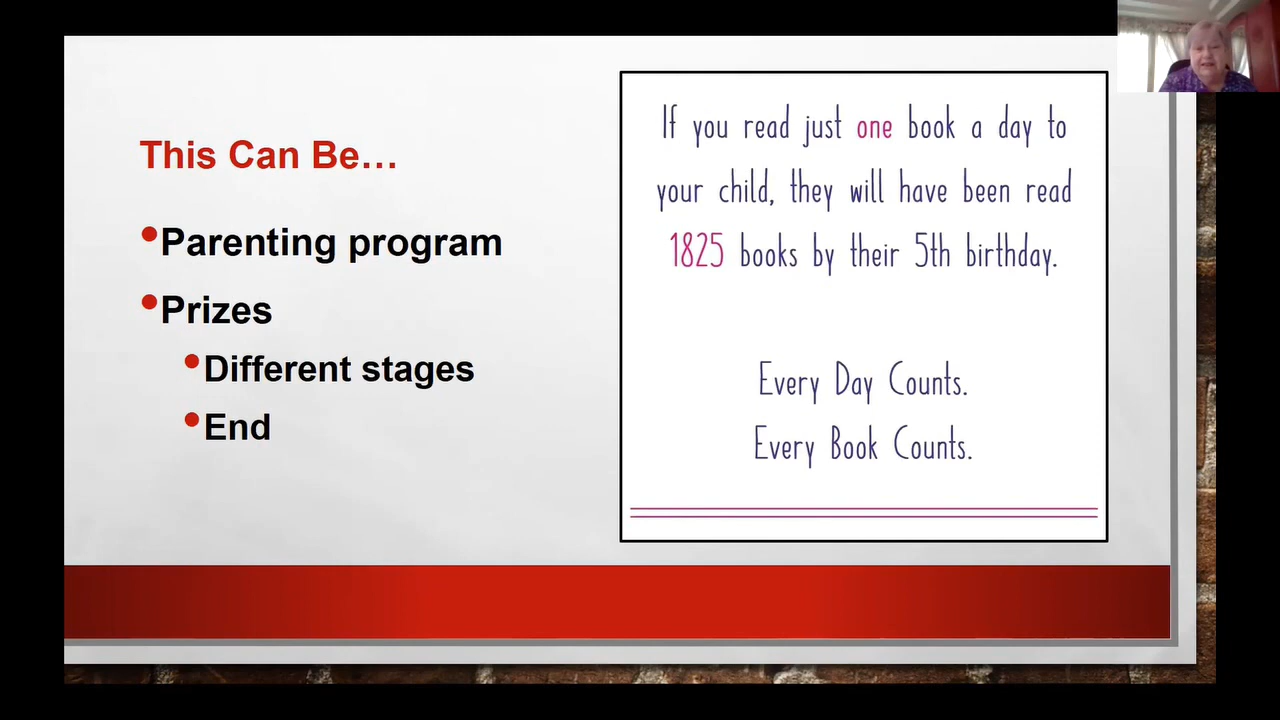 This Can Be…
•Parenting program
•Prizes
•Different stages
•End
If you read just one book a day to
your child, they will have been read
1825 books by their 5th birthday.
Every Day Counts.
Every Book Counts.